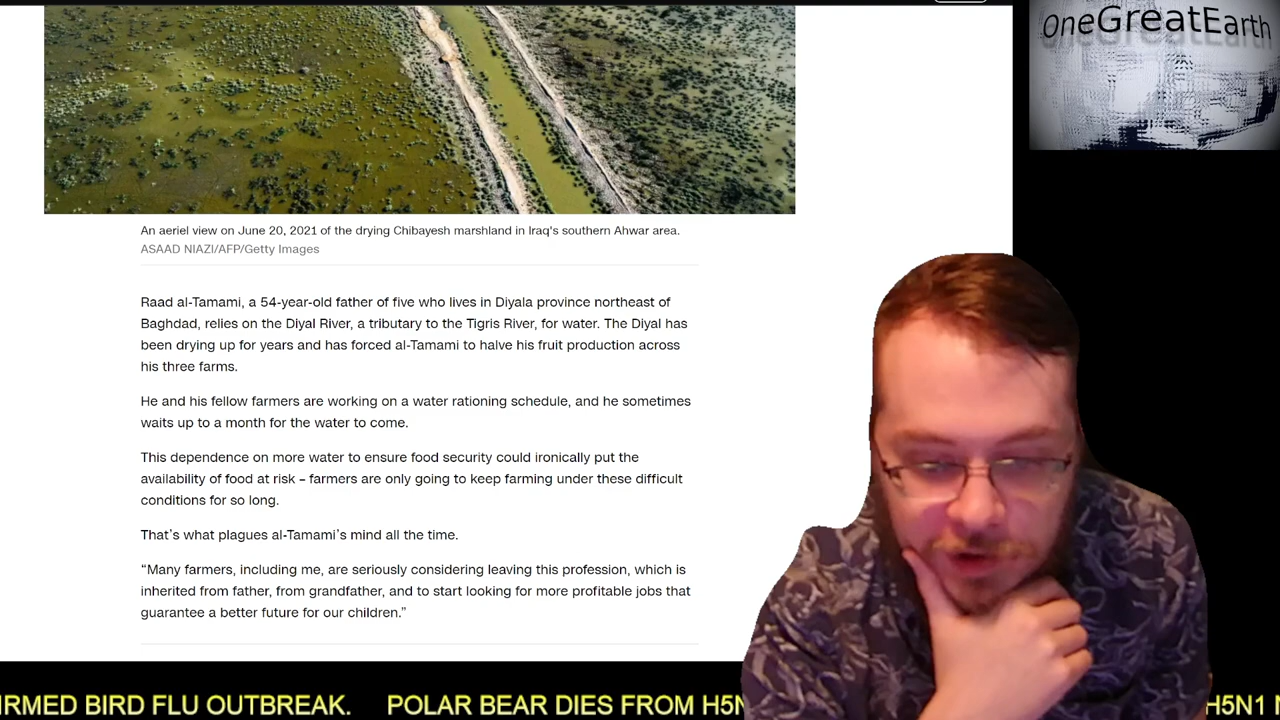 OneGreatEarth
An aeriel view on June 20, 2021 of the drying Chibayesh marshland in Iraq's southern Ahwar area.
ASAAD NIAZI/AFP/Getty Images
Raad al-Tamami, a 54-year-old father of five who lives in Diyala province northeast of
Baghdad, relies on the Diyal River, a tributary to the Tigris River, for water. The Diyal has
been drying up for years and has forced al-Tamami to halve his fruit production across
his three farms.
He and his fellow farmers are working on a water rationing schedule, and he sometimes
waits up to a month for the water to come.
This dependence on more water to ensure food security could ironically put the
availability of food at risk – farmers are only going to keep farming under these difficult
conditions for so long.
That’s what plagues al-Tamami’s mind all the time.
“Many farmers, including me, are seriously considering leaving this profession, which is
inherited from father, from grandfather, and to start looking for more profitable jobs that
guarantee a better future for our children.”
IRMED BIRD FLU OUTBREAK. POLAR BEAR DIES FROM H5N H5N1